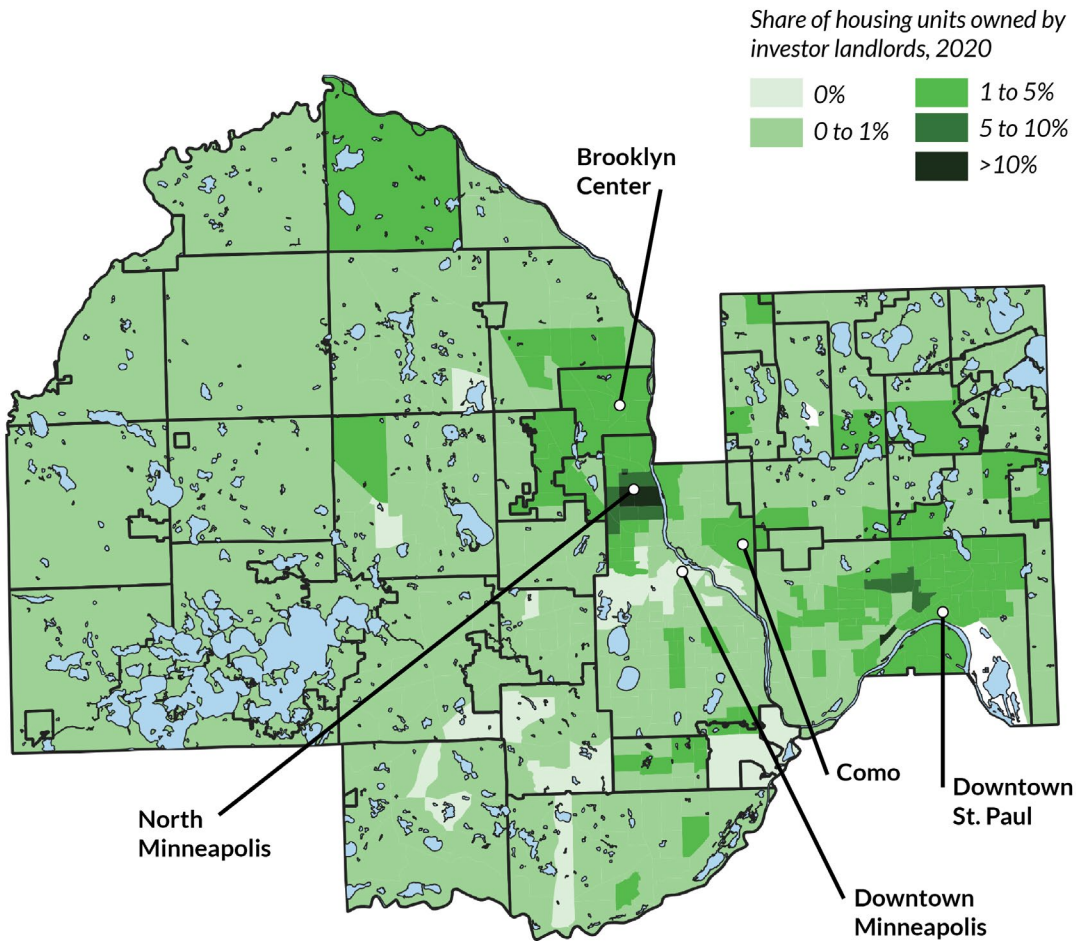 Share of housing units owned by
investor landlords, 2020
0%
0 to 1%
1 to 5%
5 to 10%
>10%
Brooklyn
Center
North
Minneapolis
Como
Downtown
St. Paul
Downtown
Minneapolis